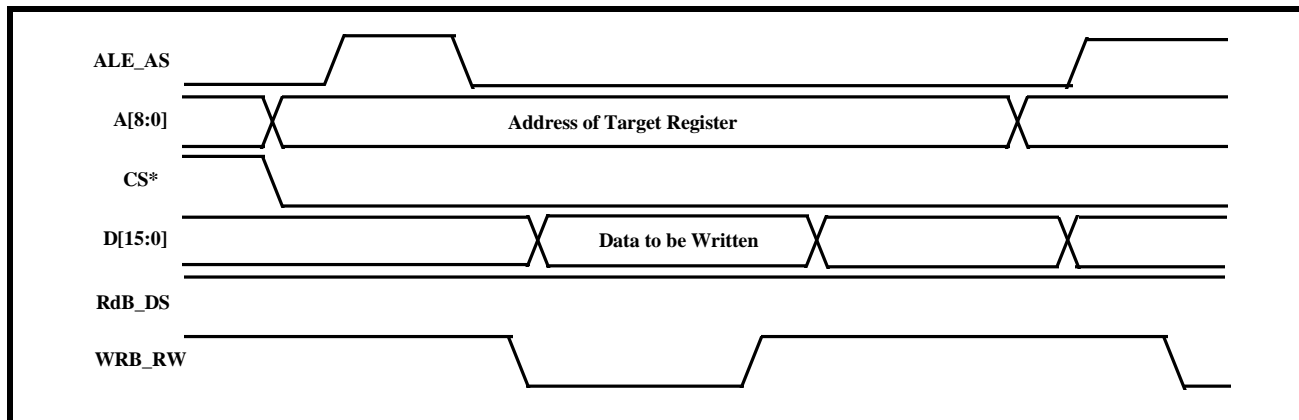 ALE_AS
A[8:0]
Address of Target Register
CS*
D[15:0]
Data to be Written
RdB_DS
WRB_RW